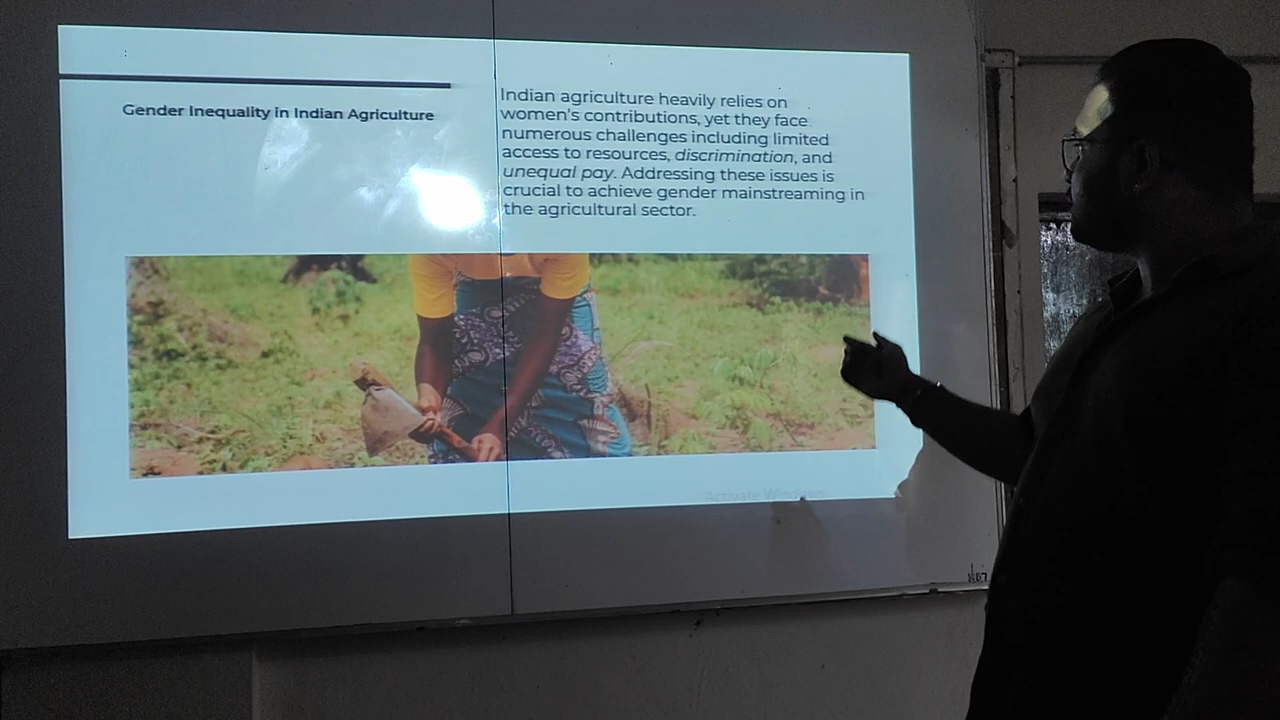 Gender Inequality in Indian Agriculture
Indian agriculture heavily relies on
women's contributions, yet they face
numerous challenges including limited
access to resources, discrimination, and
unequal pay. Addressing these issues is
crucial to achieve gender mainstreaming in
the agricultural sector.
Activate Windows